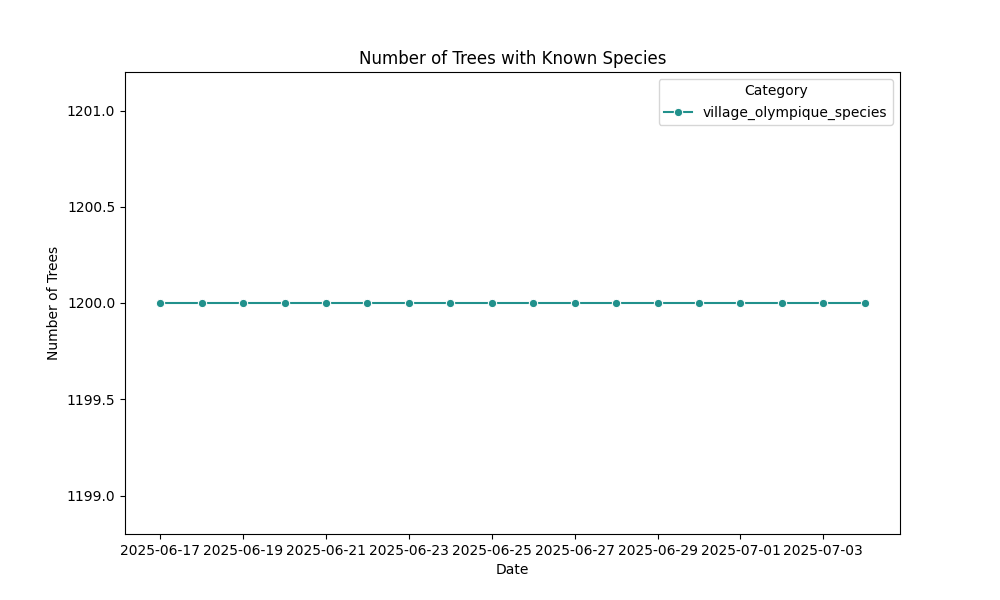 Number of Trees with Known Species
Category
village_olympique_species
1201.0
1200.5
1200.0
1199.5
1199.0
Number of Trees
2025-06-17 2025-06-19 2025-06-21 2025-06-23 2025-06-25 2025-06-27 2025-06-29 2025-07-01 2025-07-03
Date